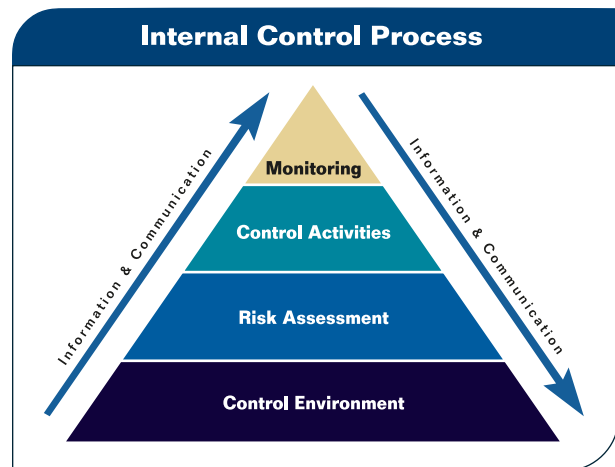 Internal Control Process
Monitoring
Control Activities
Risk Assessment
Control Environment
Information & Communication
Information & Communication